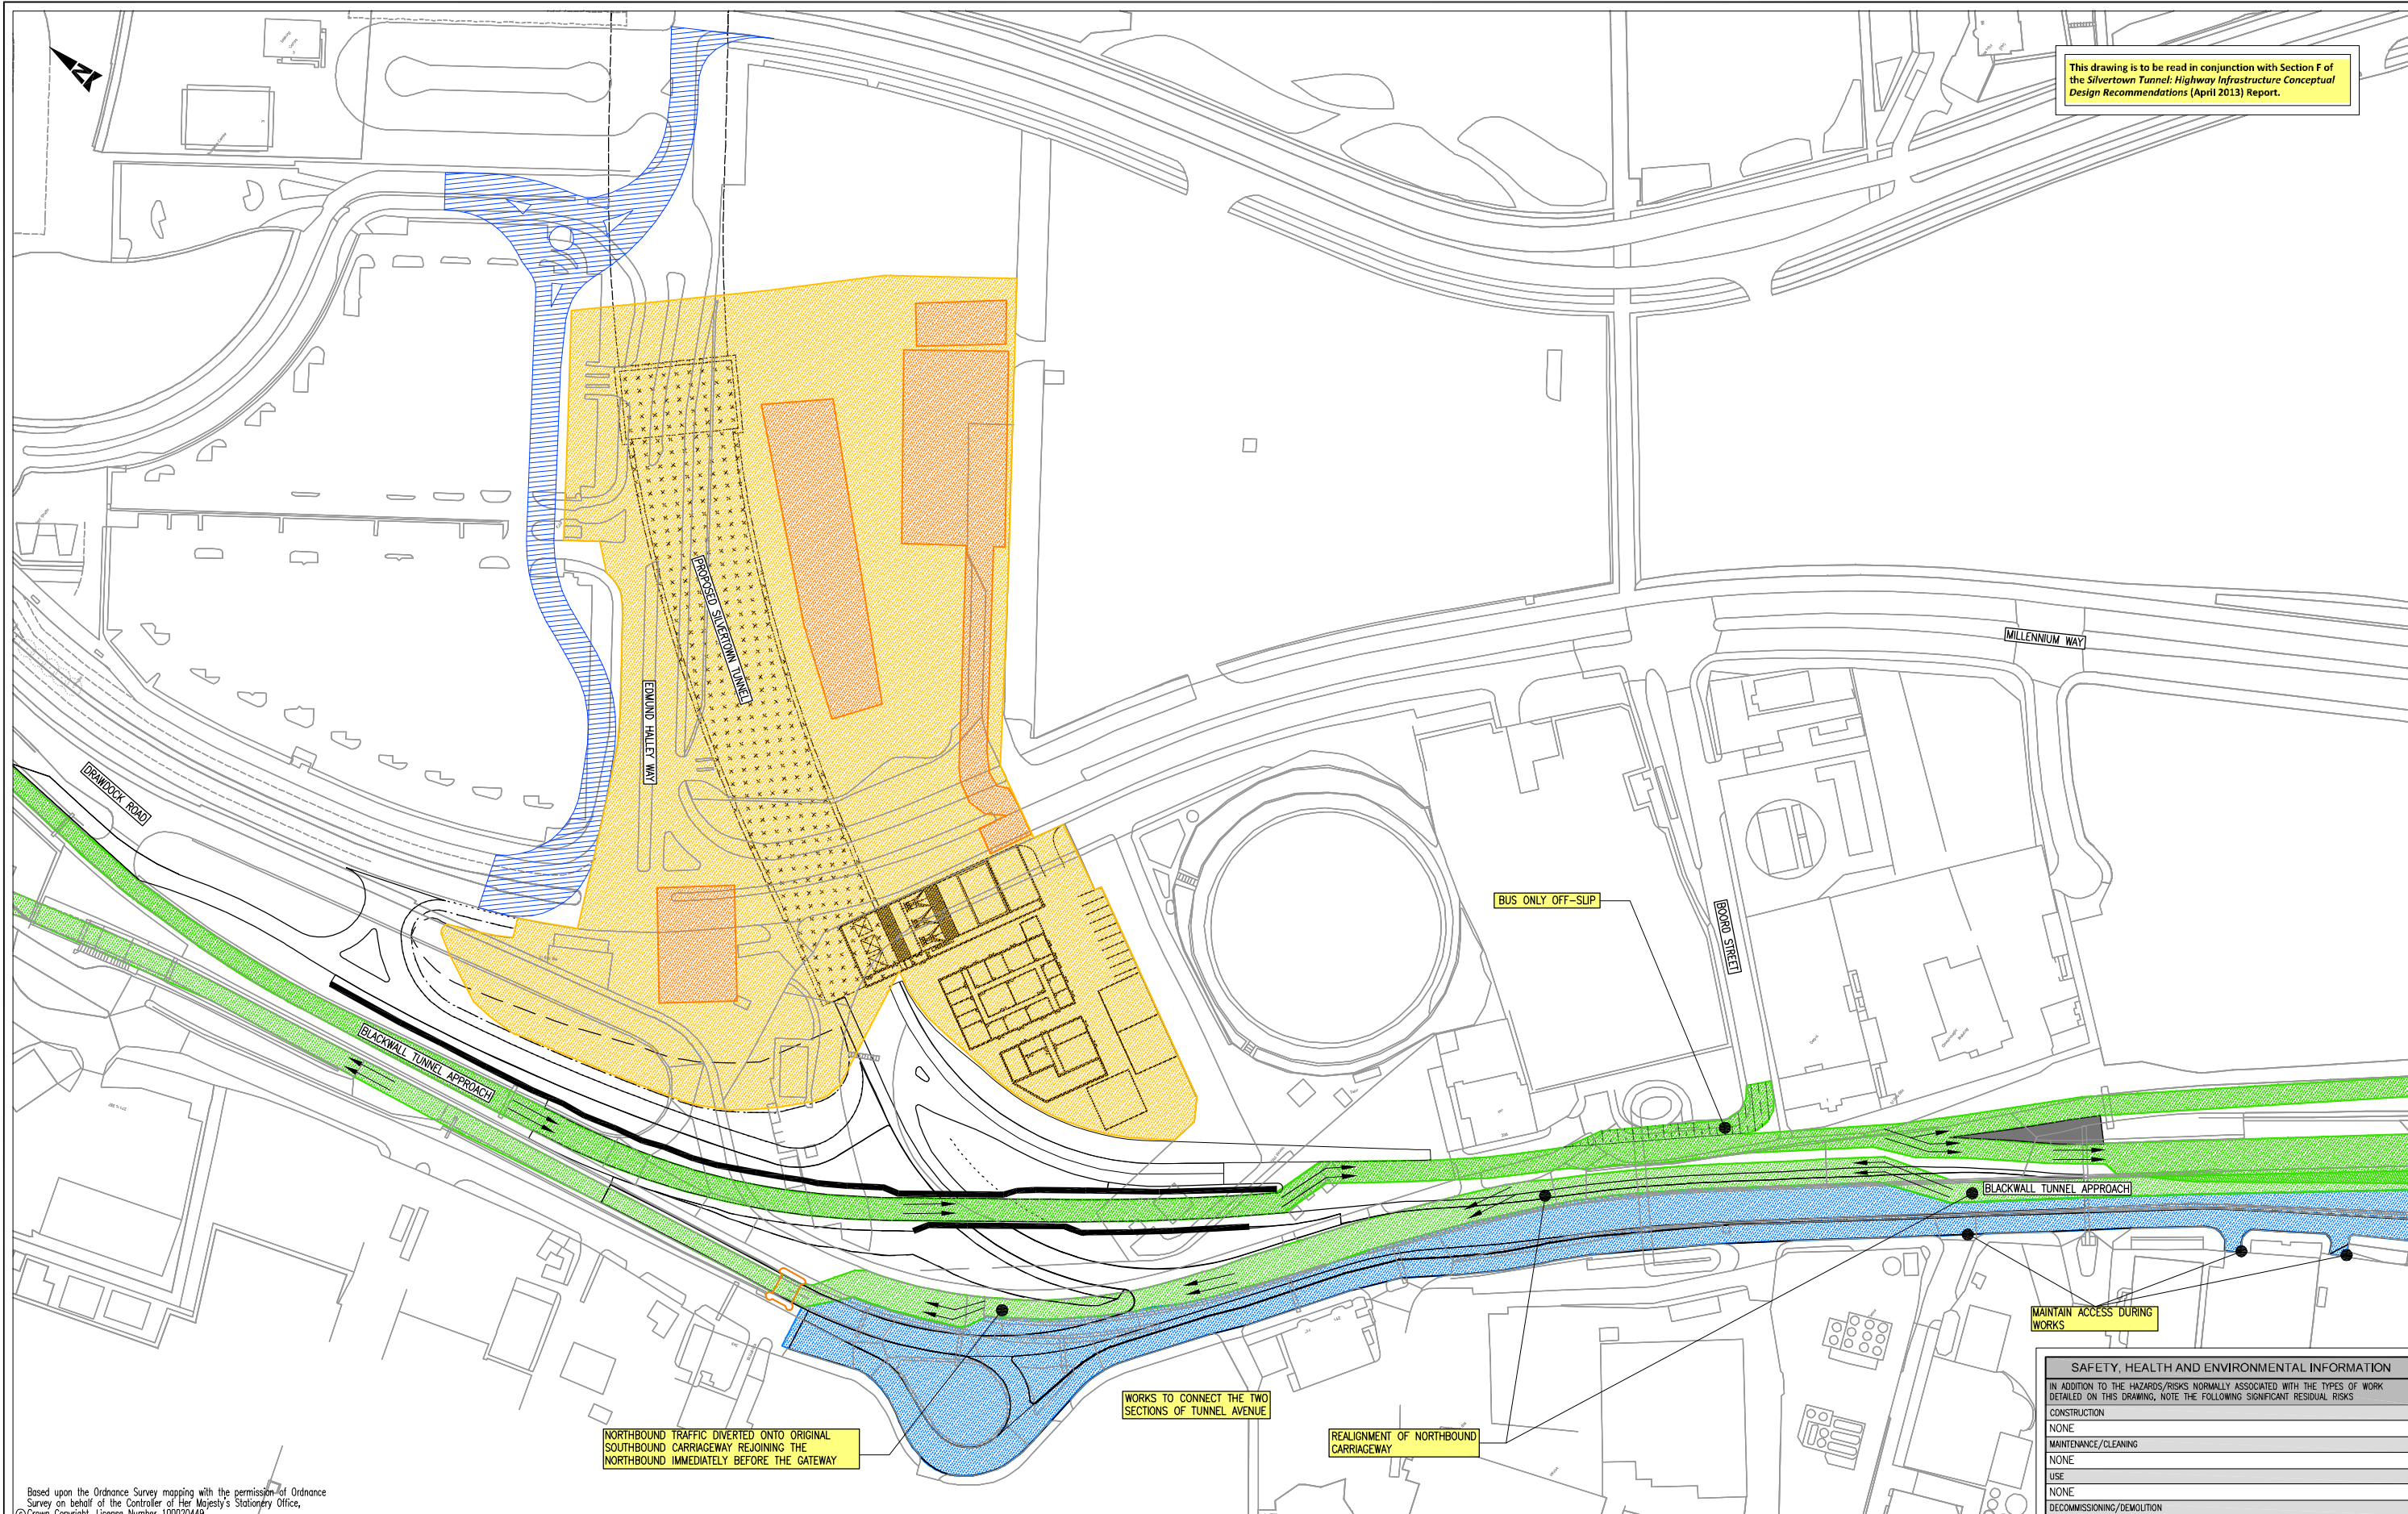 N
This drawing is to be read in conjunction with Section F of
the Silvertown Tunnel: Highway Infrastructure Conceptual
Design Recommendations (April 2013) Report.
PROPOSED SILVERTOWN TUNNEL
EDMUND HALLEY WAY
MILLENNIUM WAY
DRAWDOCK ROAD
BUS ONLY OFF-SLIP
BOORD STREET
BLACKWALL TUNNEL APPROACH
BLACKWALL TUNNEL APPROACH
MAINTAIN ACCESS DURING
WORKS
WORKS TO CONNECT THE TWO
SECTIONS OF TUNNEL AVENUE
REALIGNMENT OF NORTHBOUND
CARRIAGEWAY
NORTHBOUND TRAFFIC DIVERTED ONTO ORIGINAL
SOUTHBOUND CARRIAGEWAY REJOINING THE
NORTHBOUND IMMEDIATELY BEFORE THE GATEWAY
SAFETY, HEALTH AND ENVIRONMENTAL INFORMATION
IN ADDITION TO THE HAZARDS/RISKS NORMALLY ASSOCIATED WITH THE TYPES OF WORK
DETAILED ON THIS DRAWING, NOTE THE FOLLOWING SIGNIFICANT RESIDUAL RISKS
CONSTRUCTION
NONE
MAINTENANCE/CLEANING
NONE
USE
NONE
DECOMMISSIONING/DEMOLITION
Based upon the Ordnance Survey mapping with the permission of Ordnance
Survey on behalf of the Controller of Her Majesty's Stationery Office,
© Crown Copyright. License Number 100020449